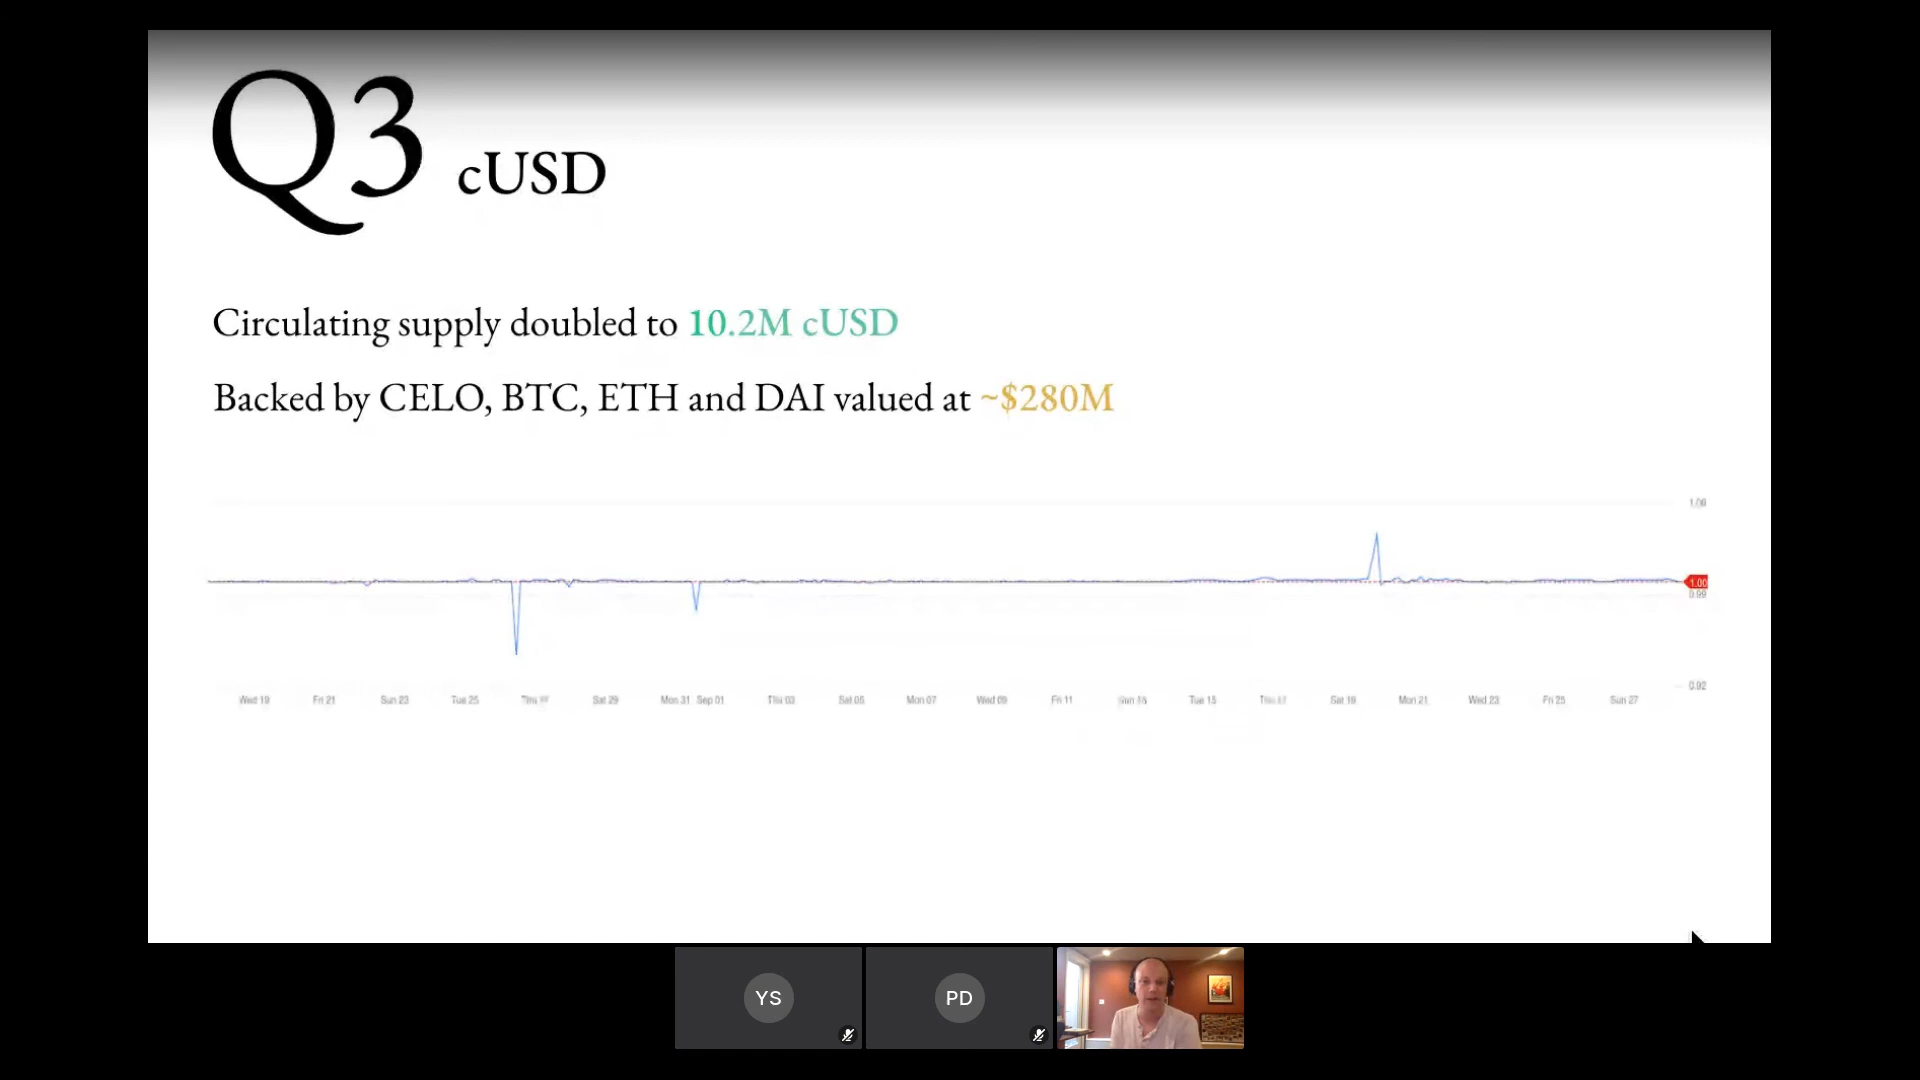 Q3 cUSD
Circulating supply doubled to 10.2M cUSD
Backed by CELO, BTC, ETH and DAI valued at ~$280M
1.00
0.99
0.92
Wed 19 Fri 21 Sun 23 Tue 25 Sat 29 Mon 31 Sep 01 Thu 03 Sat 05 Mon 07 Wed 09 Fri 11 Tue 15 Sat 19 Mon 21 Wed 23 Fri 25 Sun 27
YS PD